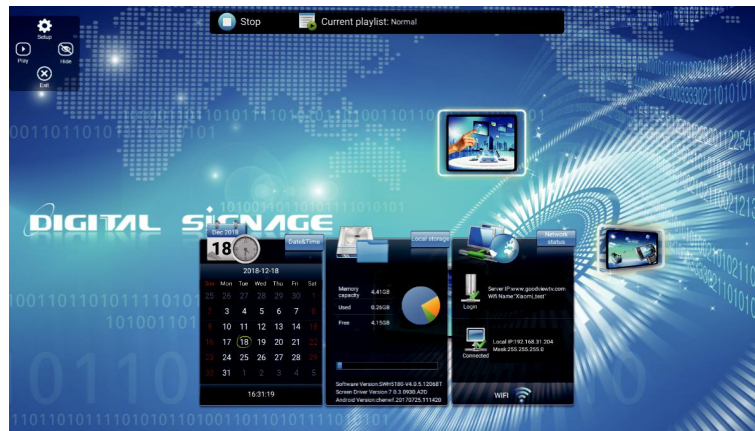 Setup
Play
Hide
Exit
Stop
Current playlist: Normal
DIGITAL SIGNAGE
Dec 2018
18
Date&Time
2018-12-18
Sun Mon Tue Wed Thu Fri Sat
25 26 27 28 29 30 1
2 3 4 5 6 7 8
9 10 11 12 13 14 15
16 17 18 19 20 21 22
23 24 25 26 27 28 29
30 31 1 2 3 4 5
16:31:19
Local storage
Memory capacity 4.41GB
Used 0.26GB
Free 4.15GB
Software Version:SWH5180-V4.0.5.12068T
Screen Driver Version:7.0.3.0930.A2D
Android Version:chenwf.20170725.111420
Network
status
Server IP:www.goodviewtv.com
Wifi Name:"Xiaomi_test"
Login
Local IP:192.168.31.204
Mask:255.255.255.0
Connected
WIFI